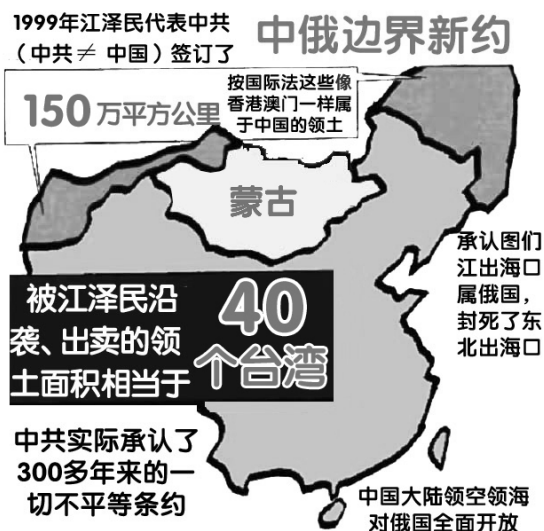 1999年江泽民代表中共
（中共≠ 中国）签订了
中俄边界新约
150万平方公里
按国际法这些像
香港澳门一样属
于中国的领土
蒙古
承认图们
江出海口
属俄国，
封死了东
北出海口
被江泽民沿
袭、出卖的领
土面积相当于
40
个台湾
中共实际承认了
300多年来的一
切不平等条约
中国大陆领空领海
对俄国全面开放